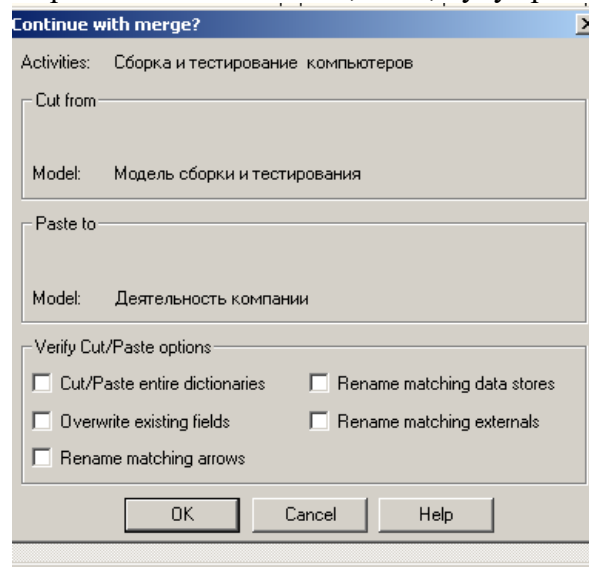 Continue with merge?
Activities: Сборка и тестирование компьютеров
Cut from
Model: Модель сборки и тестирования
Paste to
Model: Деятельность компании
Verify Cut/Paste options
Cut/Paste entire dictionaries Rename matching data stores
Overwrite existing fields Rename matching externals
Rename matching arrows
OK Cancel Help